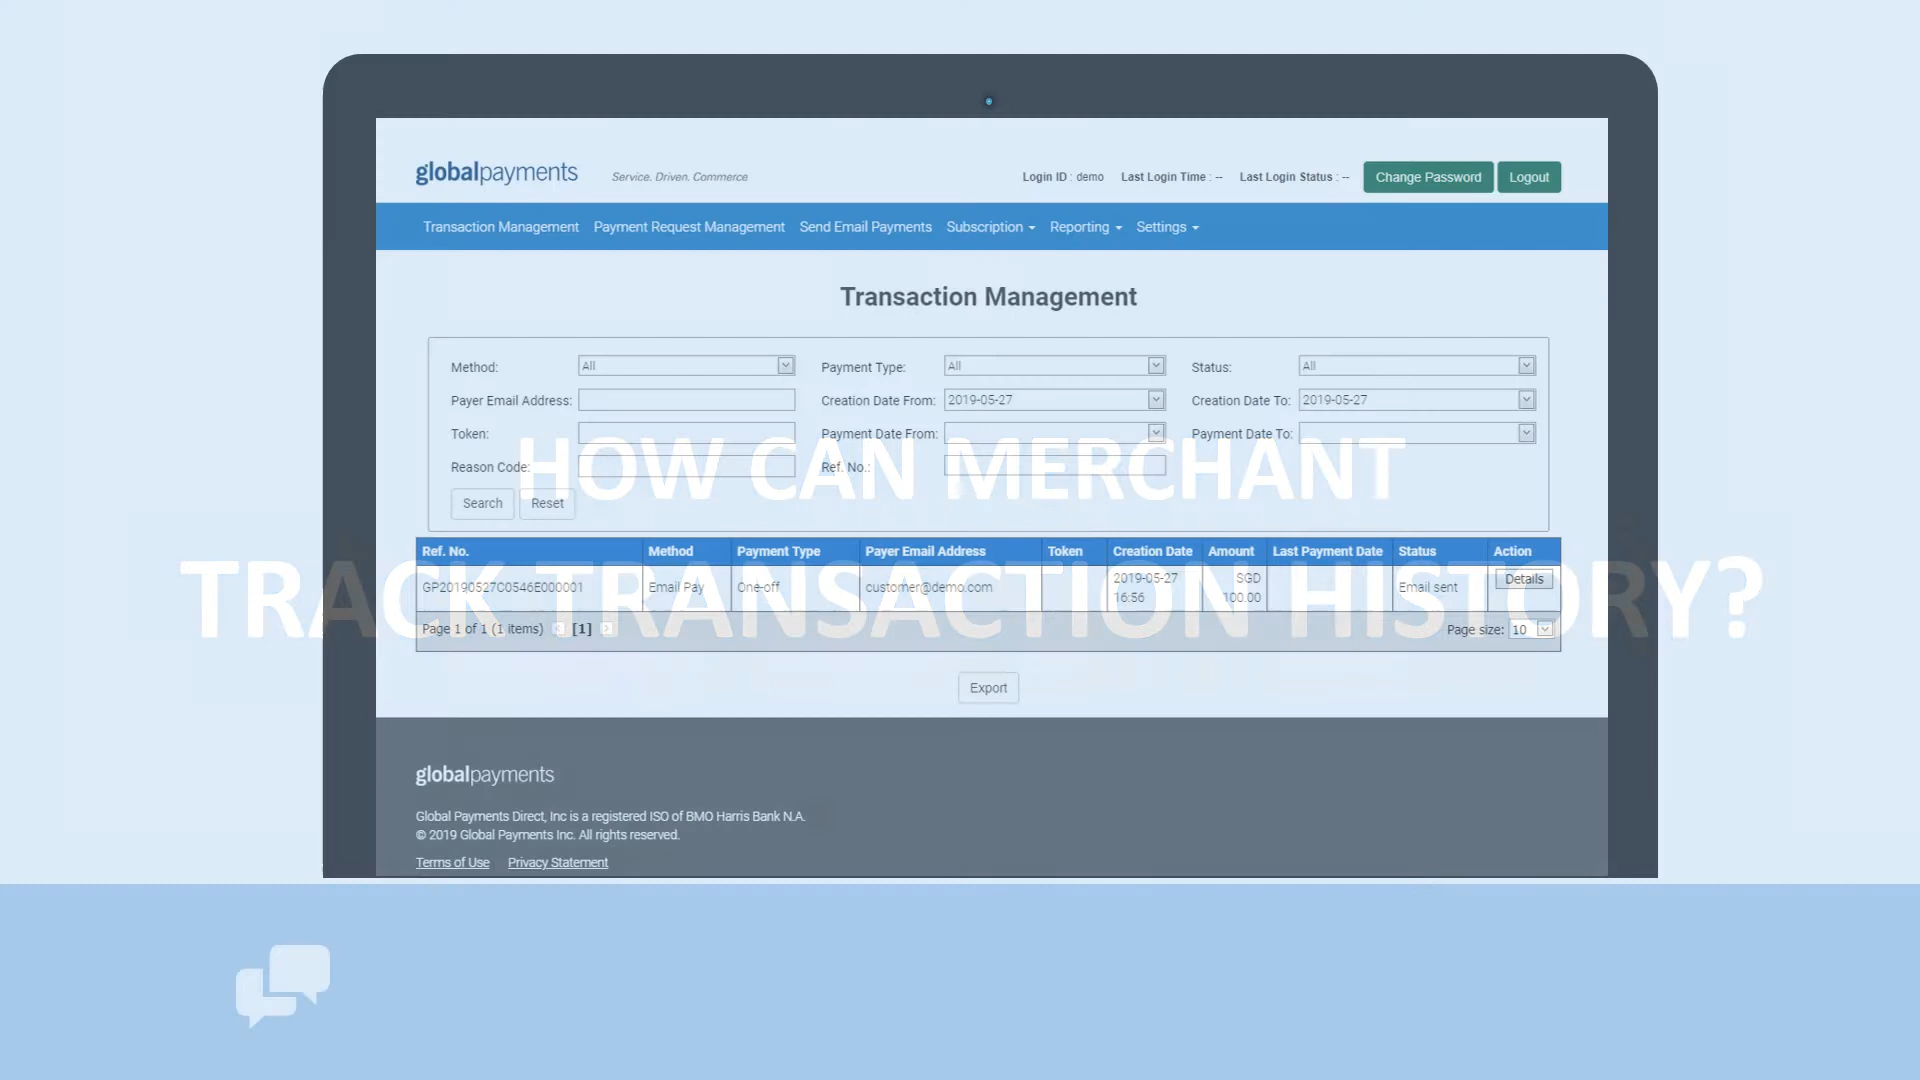 globalpayments Service. Driven. Commerce Login ID : demo Last Login Time : -- Last Login Status : -- Change Password Logout
Transaction Management Payment Request Management Send Email Payments Subscription Reporting Settings
Transaction Management
Method: All Payment Type: All Status: All
Payer Email Address: Creation Date From: 2019-05-27 Creation Date To: 2019-05-27
Token: Payment Date From: Payment Date To:
Reason Code: Ref. No.:
HOW CAN MERCHANT
Search Reset
Ref. No. Method Payment Type Payer Email Address Token Creation Date Amount Last Payment Date Status Action
GP20190527C0546E000001 Email Pay One-off customer@demo.com 2019-05-27 16:56 SGD 100.00 Email sent Details
TRACK TRANSACTION HISTORY?
Page 1 of 1 (1 items) [1] Page size: 10
Export
globalpayments
Global Payments Direct, Inc is a registered ISO of BMO Harris Bank N.A.
© 2019 Global Payments Inc. All rights reserved.
Terms of Use Privacy Statement